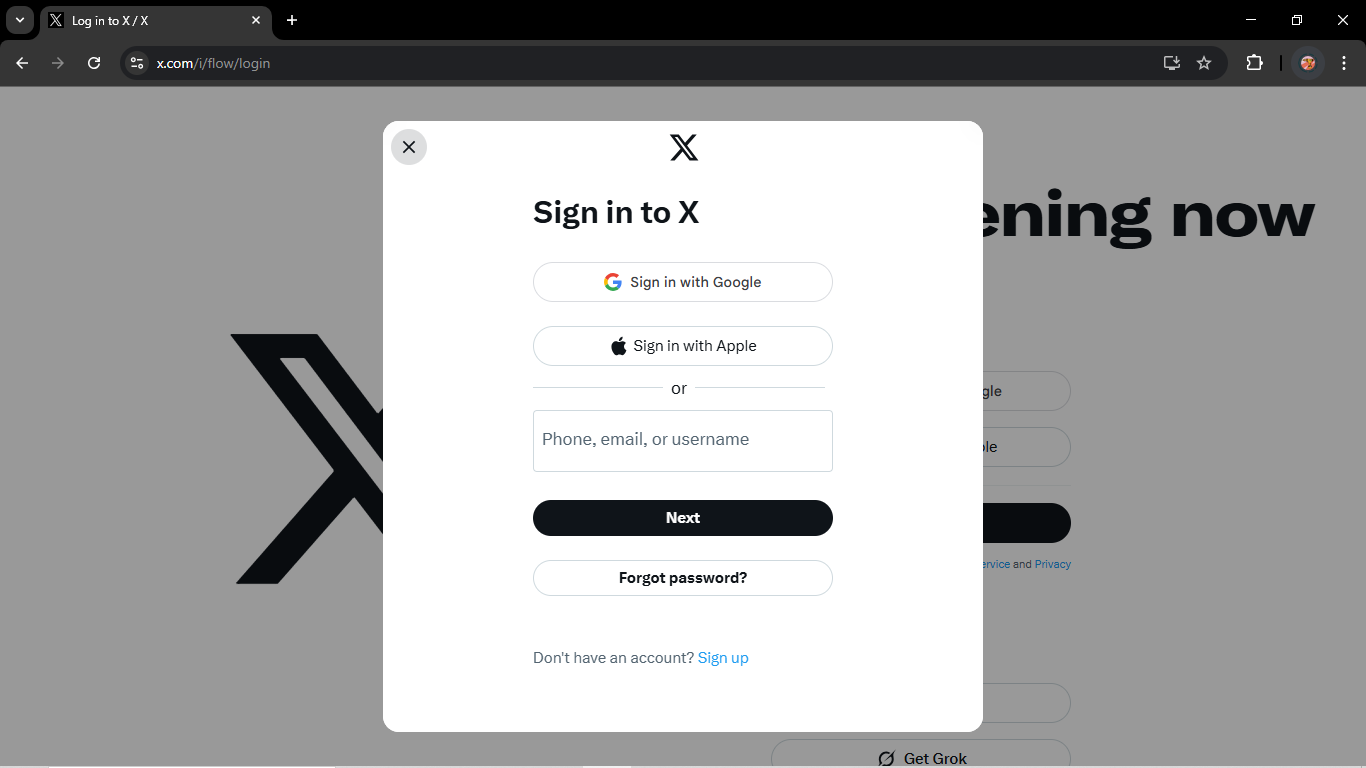 Log in to X / X
x.com/i/flow/login
Sign in to X
ening now
Sign in with Google
Sign in with Apple
gle
or
Phone, email, or username
ple
Next
ervice and Privacy
Forgot password?
Don't have an account? Sign up
Get Grok